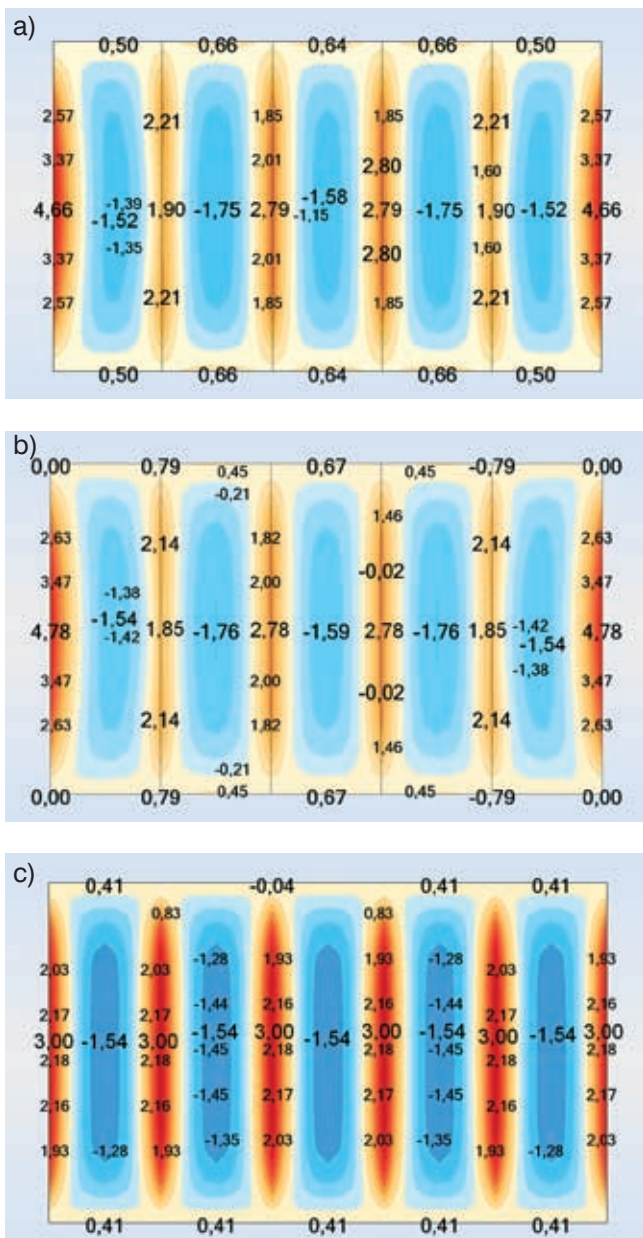 a)
0,50 0,66 0,64 0,66 0,50
2,57 2,21 1,85 1,85 2,21 2,57
3,37 2,01 2,80 1,60 3,37
-1,39 -1,58
4,66 -1,52 1,90 -1,75 2,79 -1,15 2,79 -1,75 1,90 -1,52 4,66
-1,35
3,37 2,01 2,80 1,60 3,37
2,57 2,21 1,85 1,85 2,21 2,57
0,50 0,66 0,64 0,66 0,50
b)
0,00 0,79 0,45 0,67 0,45 -0,79 0,00
-0,21
1,46
2,63 2,14 1,82 2,14 2,63
3,47 2,00 -0,02 3,47
-1,38
-1,54 -1,42
4,78 -1,42 1,85 -1,76 2,78 -1,59 2,78 -1,76 1,85 -1,54 4,78
-1,38
3,47 2,00 -0,02 3,47
2,63 2,14 1,82 2,14 2,63
1,46
-0,21
0,00 0,79 0,45 0,67 0,45 -0,79 0,00
c)
0,41 -0,04 0,41 0,41
0,83 0,83
2,03 2,03 -1,28 1,93 1,93 -1,28 2,03 1,93
2,17 2,17 -1,44 2,16 2,16 -1,44 2,17 2,16
3,00 -1,54 3,00 -1,54 3,00 -1,54 3,00 -1,54 3,00 -1,54 3,00
2,18 2,18 -1,45 2,18 2,18 -1,45 2,18 2,18
2,16 2,16 -1,45 2,17 2,17 -1,45 2,16 2,17
1,93 -1,28 1,93 -1,35 2,03 2,03 -1,35 1,93 -1,28 2,03
0,41 0,41 0,41 0,41 0,41